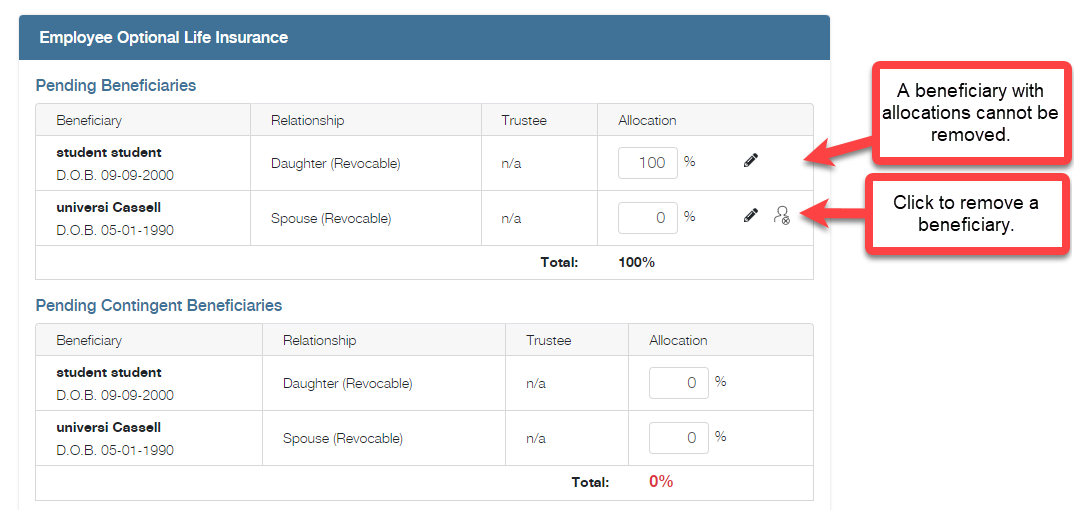 Employee Optional Life Insurance
Pending Beneficiaries
Beneficiary Relationship Trustee Allocation
student student
D.O.B. 09-09-2000
Daughter (Revocable) n/a 100 %
universi Cassell
D.O.B. 05-01-1990
Spouse (Revocable) n/a 0 %
Total: 100%
A beneficiary with
allocations cannot be
removed.
Click to remove a
beneficiary.
Pending Contingent Beneficiaries
Beneficiary Relationship Trustee Allocation
student student
D.O.B. 09-09-2000
Daughter (Revocable) n/a 0 %
universi Cassell
D.O.B. 05-01-1990
Spouse (Revocable) n/a 0 %
Total: 0%